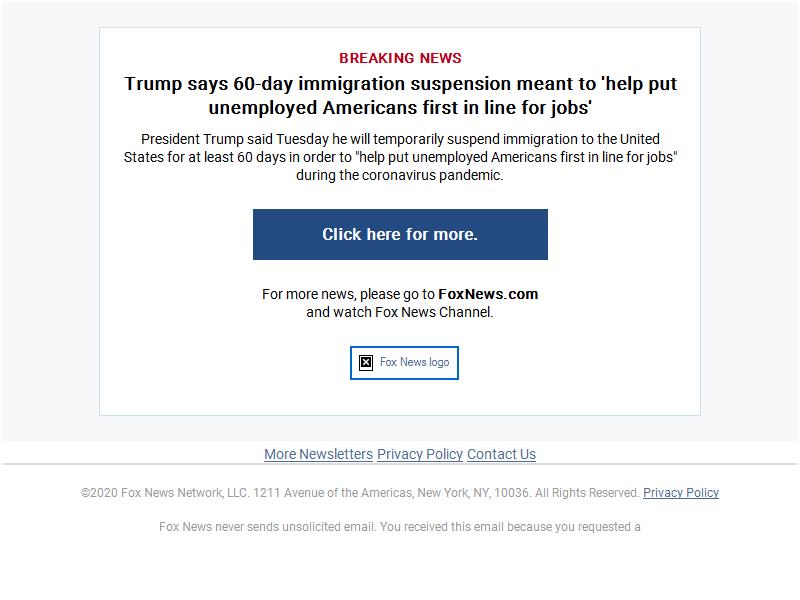 BREAKING NEWS
Trump says 60-day immigration suspension meant to 'help put
unemployed Americans first in line for jobs'
President Trump said Tuesday he will temporarily suspend immigration to the United
States for at least 60 days in order to "help put unemployed Americans first in line for jobs"
during the coronavirus pandemic.
Click here for more.
For more news, please go to FoxNews.com
and watch Fox News Channel.
Fox News logo
More Newsletters Privacy Policy Contact Us
©2020 Fox News Network, LLC. 1211 Avenue of the Americas, New York, NY, 10036. All Rights Reserved. Privacy Policy
Fox News never sends unsolicited email. You received this email because you requested a